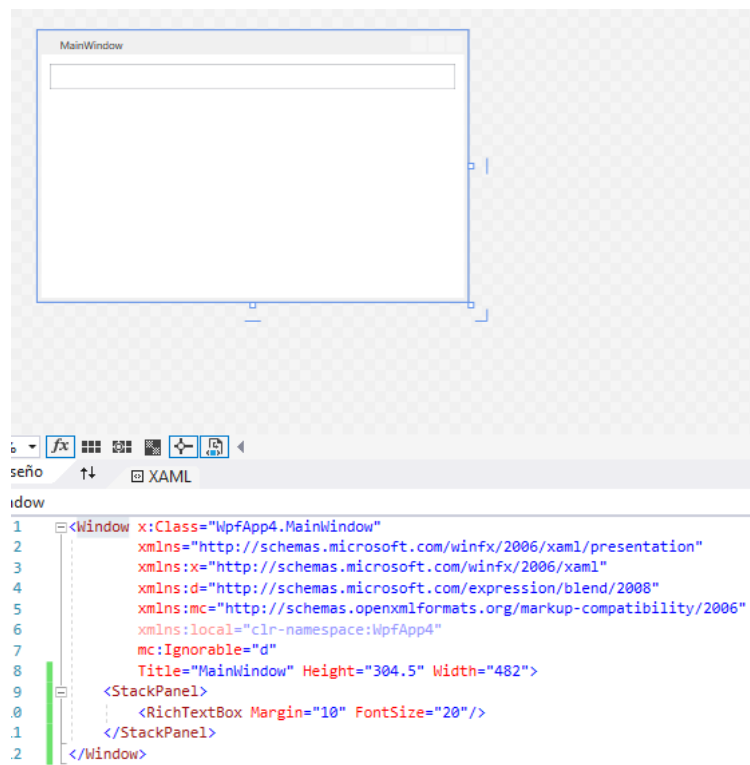 MainWindow
fx
seño
XAML
ndow
1 <Window x:Class="WpfApp4.MainWindow"
2 xmlns="http://schemas.microsoft.com/winfx/2006/xaml/presentation"
3 xmlns:x="http://schemas.microsoft.com/winfx/2006/xaml"
4 xmlns:d="http://schemas.microsoft.com/expression/blend/2008"
5 xmlns:mc="http://schemas.openxmlformats.org/markup-compatibility/2006"
6 xmlns:local="clr-namespace:WpfApp4"
7 mc:Ignorable="d"
8 Title="MainWindow" Height="304.5" Width="482">
9 <StackPanel>
.0 <RichTextBox Margin="10" FontSize="20"/>
.1 </StackPanel>
.2 </Window>